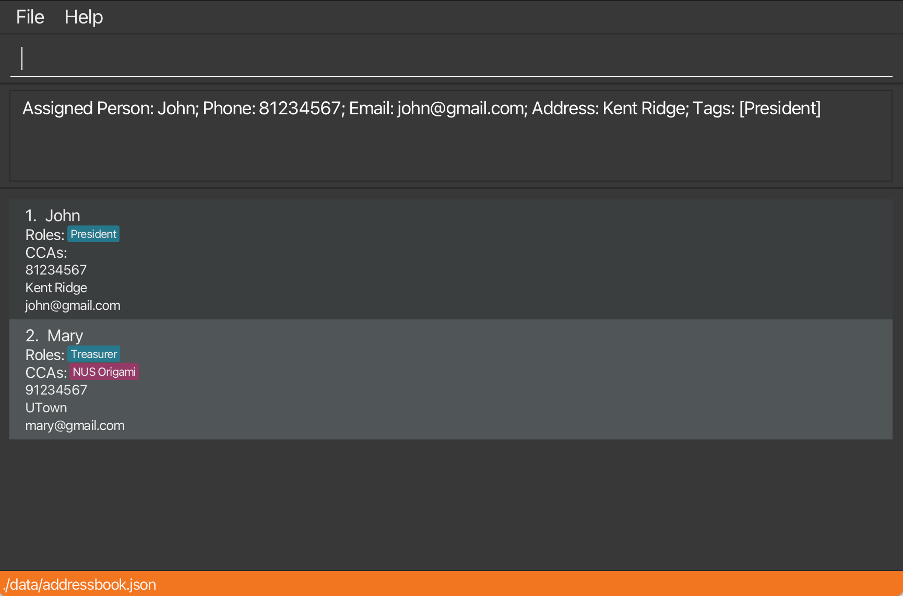 File Help
Assigned Person: John; Phone: 81234567; Email: john@gmail.com; Address: Kent Ridge; Tags: [President]
1. John
Roles: President
CCAs:
81234567
Kent Ridge
john@gmail.com
2. Mary
Roles: Treasurer
CCAs: NUS Origami
91234567
UTown
mary@gmail.com
./data/addressbook.json